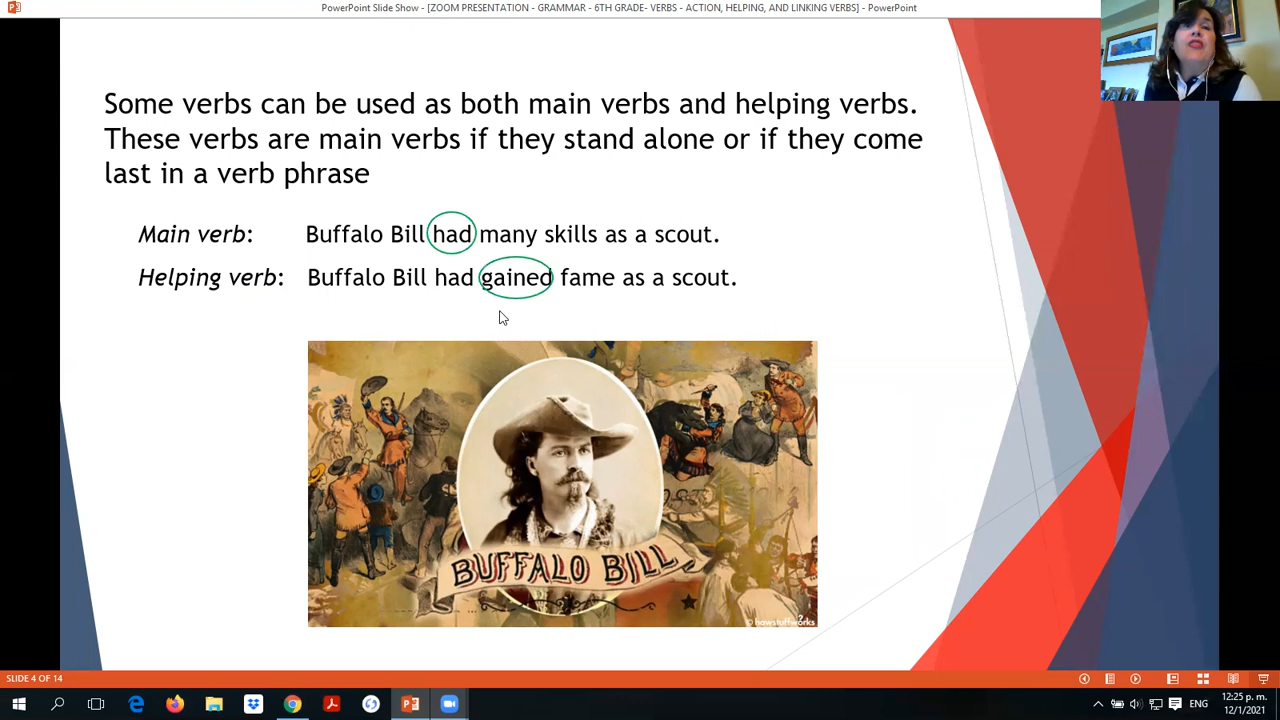 PowerPoint Slide Show - [ZOOM PRESENTATION - GRAMMAR - 6TH GRADE- VERBS - ACTION, HELPING, AND LINKING VERBS] - PowerPoint
Some verbs can be used as both main verbs and helping verbs.
These verbs are main verbs if they stand alone or if they come
last in a verb phrase
Main verb: Buffalo Bill had many skills as a scout.
Helping verb: Buffalo Bill had gained fame as a scout.
BUFFALO BILL
© howstuffworks
SLIDE 4 OF 14
ENG
12:25 p. m.
12/1/2021